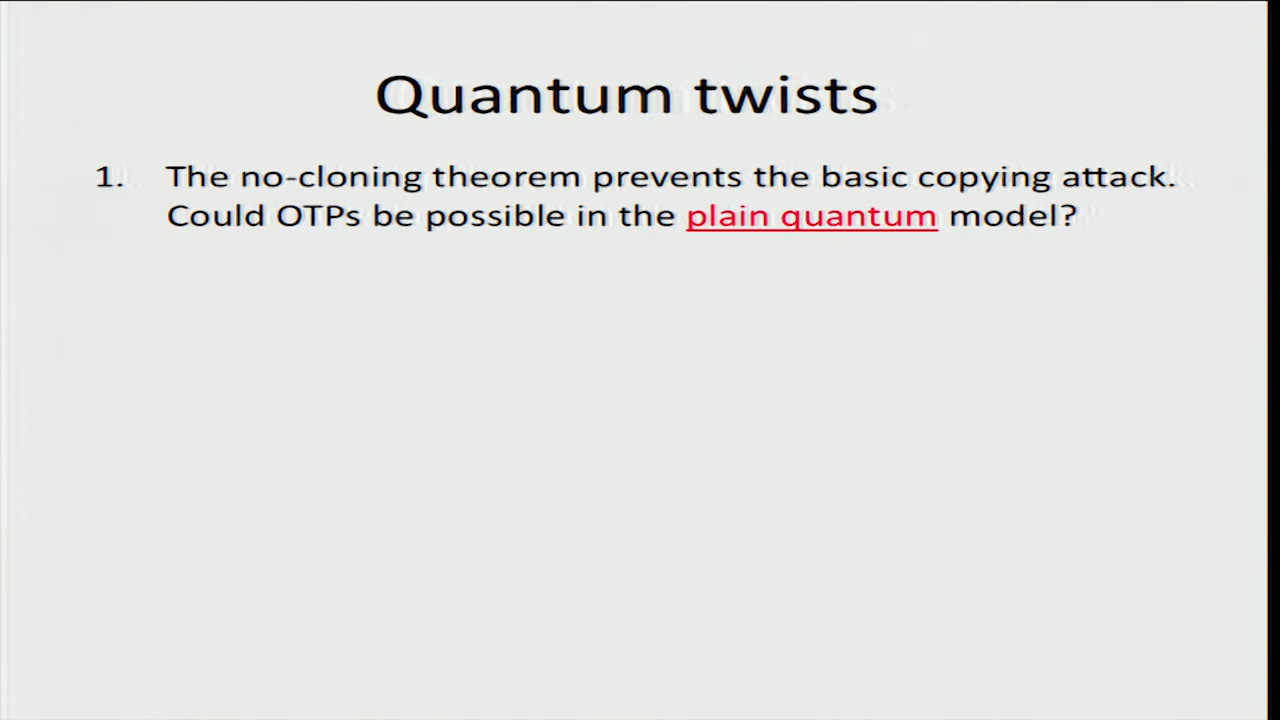 Quantum twists
1. The no-cloning theorem prevents the basic copying attack.
Could OTPs be possible in the plain quantum model?